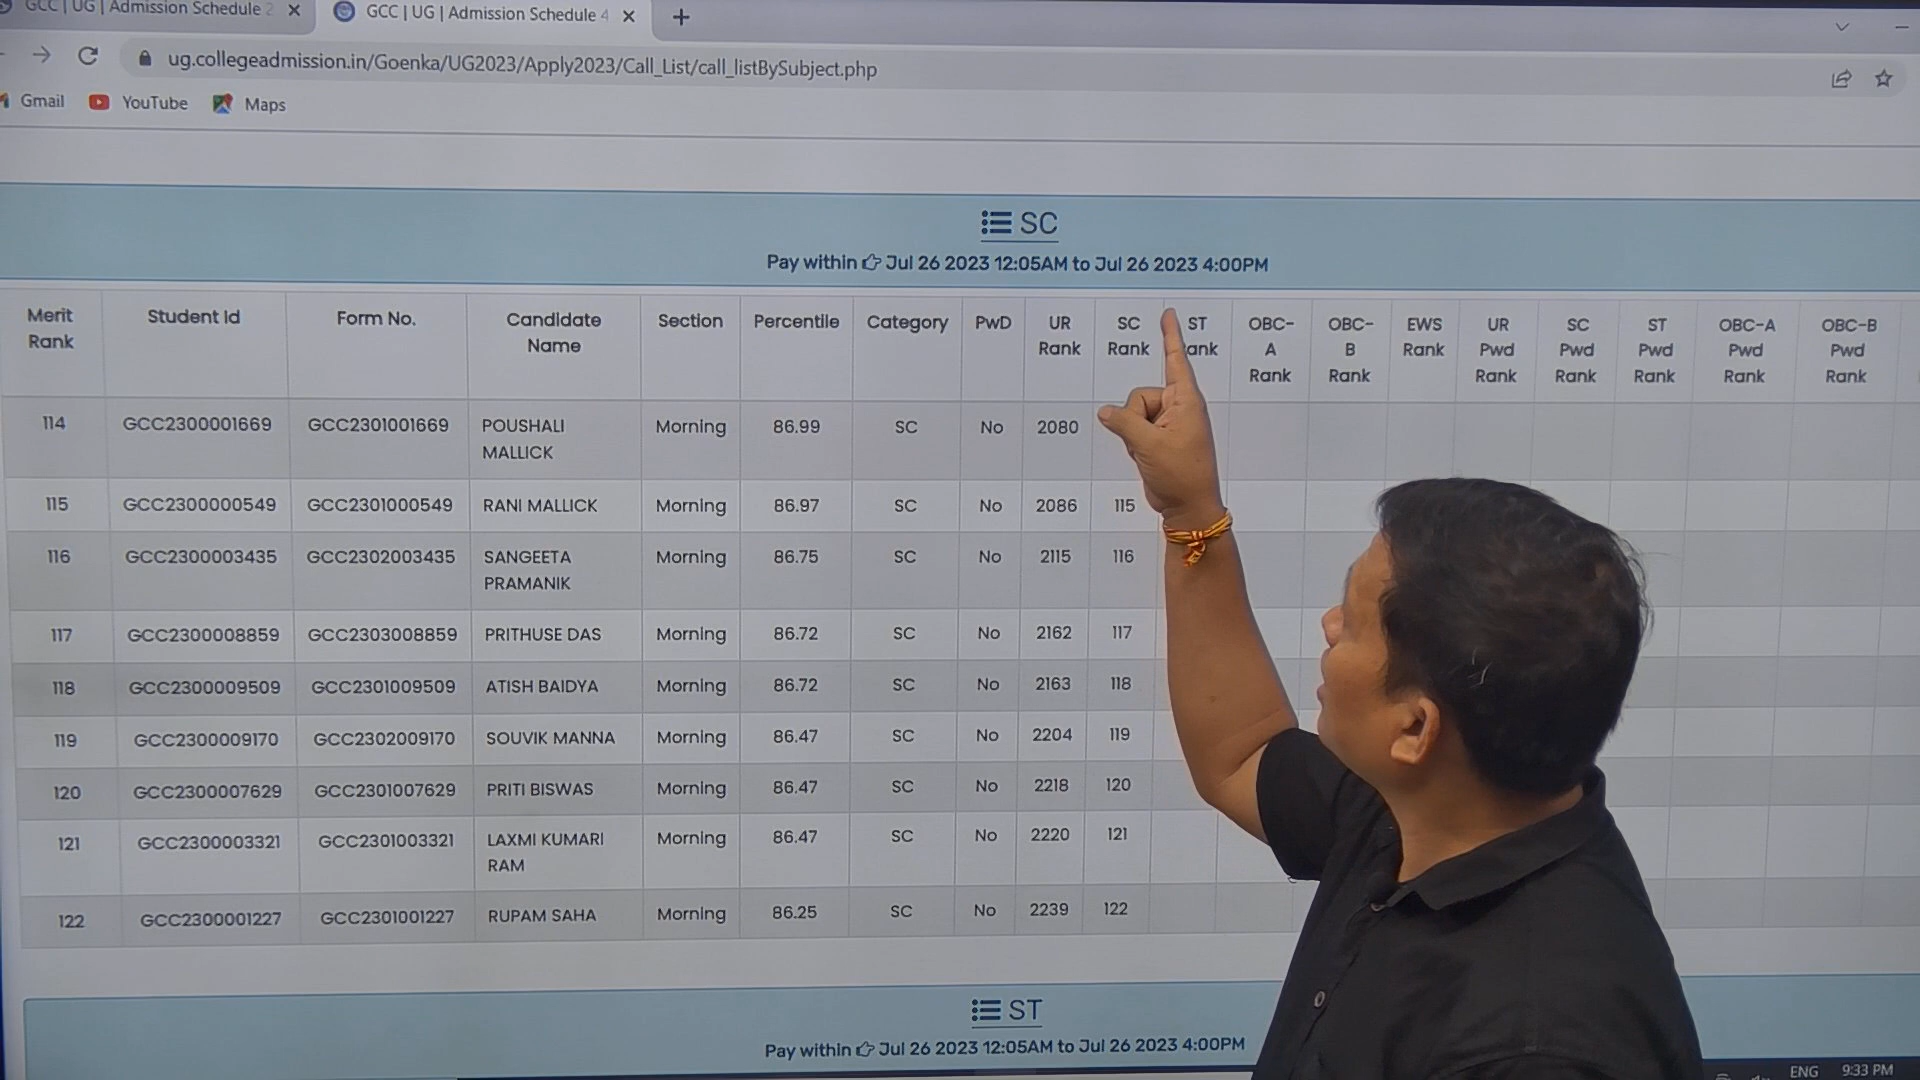 GCC | UG | Admission Schedule 2
GCC | UG | Admission Schedule 4
ug.collegeadmission.in/Goenka/UG2023/Apply2023/Call_List/call_listBySubject.php
Gmail YouTube Maps
SC
Pay within Jul 26 2023 12:05AM to Jul 26 2023 4:00PM
Merit Rank Student Id Form No. Candidate Name Section Percentile Category PwD UR Rank SC Rank ST Rank OBC-A Rank OBC-B Rank EWS Rank UR Pwd Rank SC Pwd Rank ST Pwd Rank OBC-A Pwd Rank OBC-B Pwd Rank
114 GCC2300001669 GCC2301001669 POUSHALI MALLICK Morning 86.99 SC No 2080
115 GCC2300000549 GCC2301000549 RANI MALLICK Morning 86.97 SC No 2086 115
116 GCC2300003435 GCC2302003435 SANGEETA PRAMANIK Morning 86.75 SC No 2115 116
117 GCC2300008859 GCC2303008859 PRITHUSE DAS Morning 86.72 SC No 2162 117
118 GCC2300009509 GCC2301009509 ATISH BAIDYA Morning 86.72 SC No 2163 118
119 GCC2300009170 GCC2302009170 SOUVIK MANNA Morning 86.47 SC No 2204 119
120 GCC2300007629 GCC2301007629 PRITI BISWAS Morning 86.47 SC No 2218 120
121 GCC2300003321 GCC2301003321 LAXMI KUMARI RAM Morning 86.47 SC No 2220 121
122 GCC2300001227 GCC2301001227 RUPAM SAHA Morning 86.25 SC No 2239 122
ST
Pay within Jul 26 2023 12:05AM to Jul 26 2023 4:00PM
ENG 9:33 PM